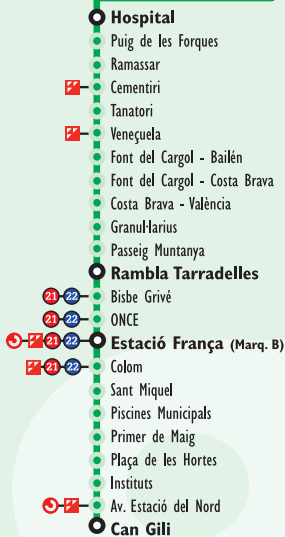 Hospital
Puig de les Forques
Ramassar
Cementiri
Tanatori
Veneçuela
Font del Cargol - Bailén
Font del Cargol - Costa Brava
Costa Brava - València
Granul·larius
Passeig Muntanya
Rambla Tarradelles
21 22 Bisbe Grivé
21 22 ONCE
21 22 Estació França (Marq. B)
21 22 Colom
Sant Miquel
Piscines Municipals
Primer de Maig
Plaça de les Hortes
Instituts
Av. Estació del Nord
Can Gili